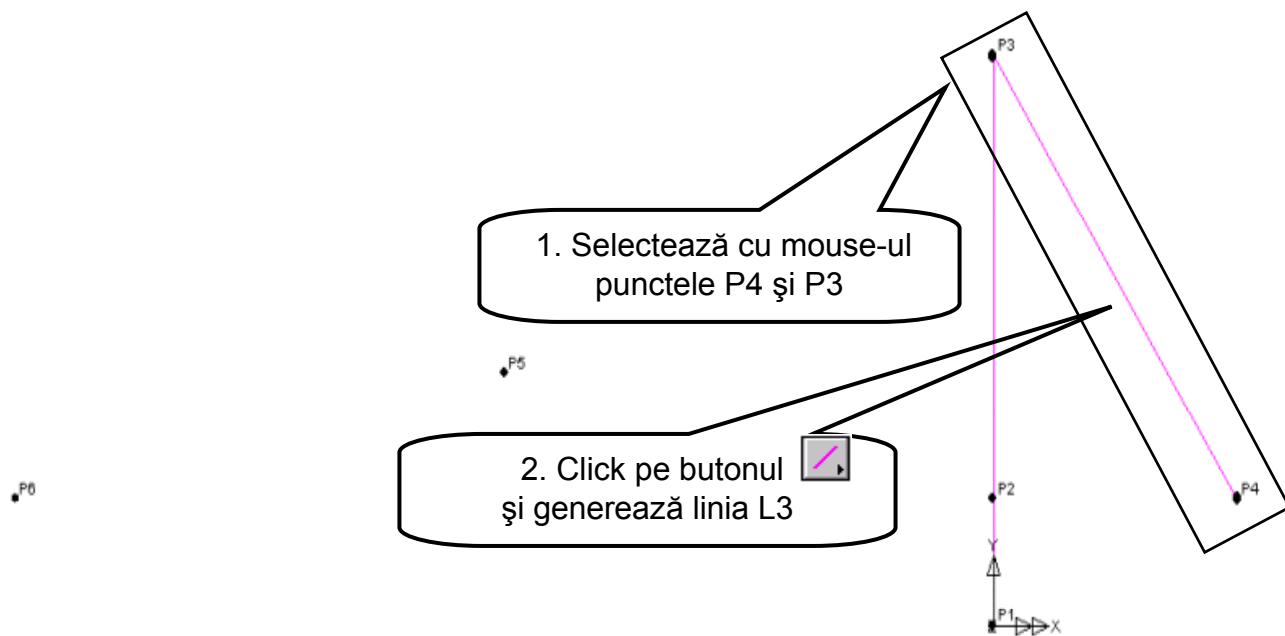 P3
1. Selectează cu mouse-ul
punctele P4 şi P3
P5
2. Click pe butonul
şi generează linia L3
P6
P2
P4
Y
P1
X